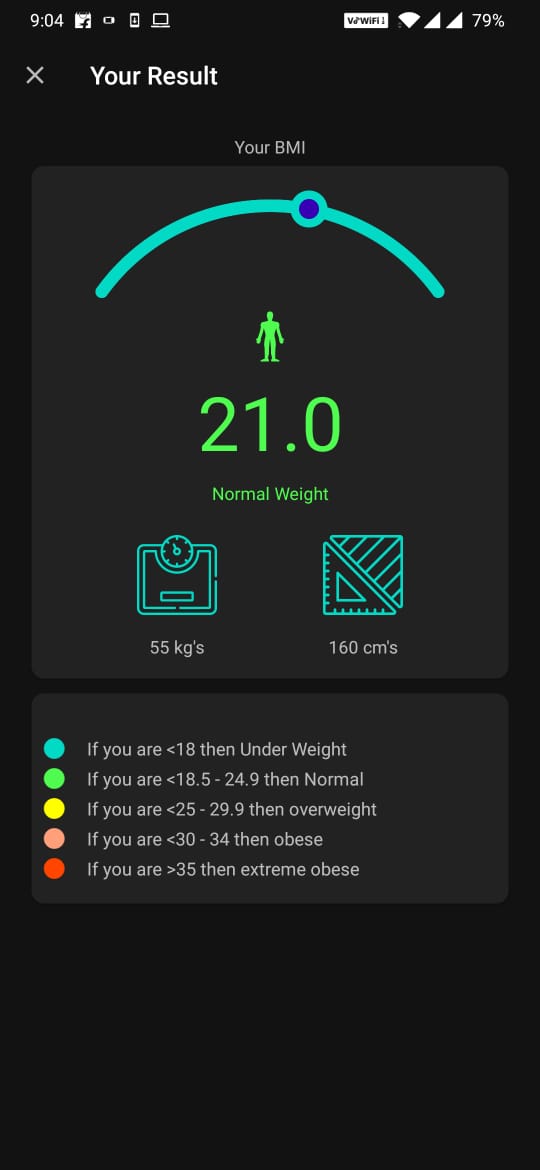 9:04
VoWiFi 79%
Your Result
Your BMI
21.0
Normal Weight
55 kg's
160 cm's
If you are <18 then Under Weight
If you are <18.5 - 24.9 then Normal
If you are <25 - 29.9 then overweight
If you are <30 - 34 then obese
If you are >35 then extreme obese